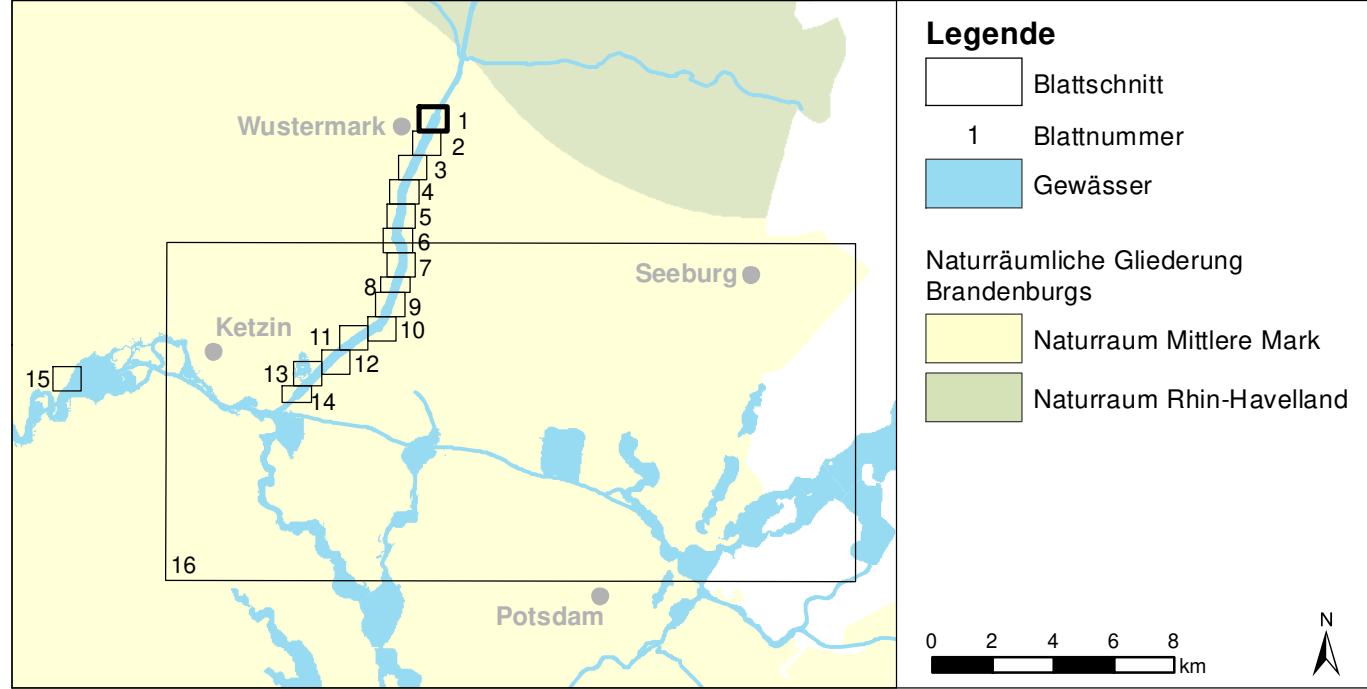 Wustermark
1
2
3
4
5
6
7
8
9
10
11
12
13
14
15
16
Seeburg
Ketzin
Potsdam
Legende
Blattschnitt
1 Blattnummer
Gewässer
Naturräumliche Gliederung
Brandenburgs
Naturraum Mittlere Mark
Naturraum Rhin-Havelland
N
0 2 4 6 8
km